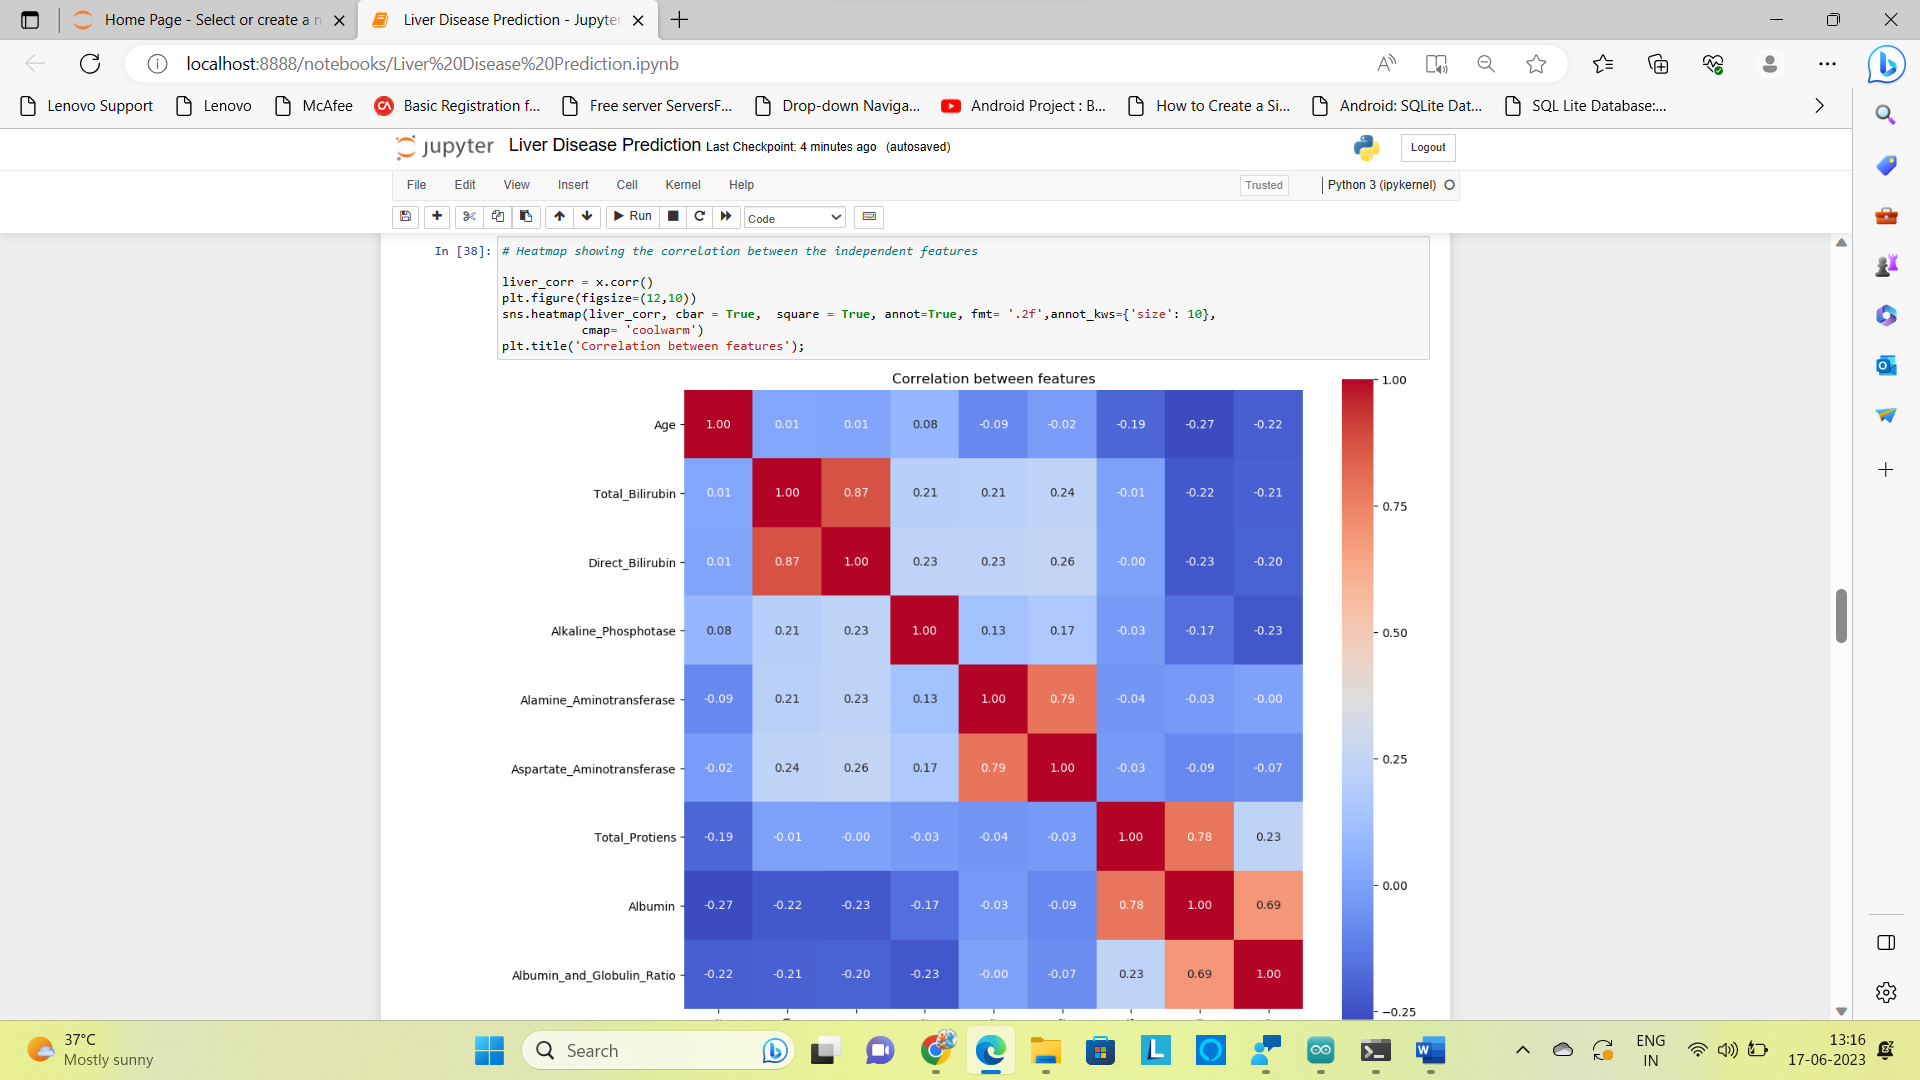 Home Page - Select or create a n
Liver Disease Prediction - Jupyter
localhost:8888/notebooks/Liver%20Disease%20Prediction.ipynb
Lenovo Support Lenovo McAfee Basic Registration f... Free server ServersF... Drop-down Naviga... Android Project : B... How to Create a Si... Android: SQLite Dat... SQL Lite Database:...
jupyter Liver Disease Prediction Last Checkpoint: 4 minutes ago (autosaved) Logout
File Edit View Insert Cell Kernel Help Trusted Python 3 (ipykernel)
Run Code
In [38]: # Heatmap showing the correlation between the independent features
liver_corr = x.corr()
plt.figure(figsize=(12,10))
sns.heatmap(liver_corr, cbar = True,  square = True, annot=True, fmt= '.2f',annot_kws={'size': 10},
cmap= 'coolwarm')
plt.title('Correlation between features');
Correlation between features
Age 1.00 0.01 0.01 0.08 -0.09 -0.02 -0.19 -0.27 -0.22
Total_Bilirubin 0.01 1.00 0.87 0.21 0.21 0.24 -0.01 -0.22 -0.21
Direct_Bilirubin 0.01 0.87 1.00 0.23 0.23 0.26 -0.00 -0.23 -0.20
Alkaline_Phosphotase 0.08 0.21 0.23 1.00 0.13 0.17 -0.03 -0.17 -0.23
Alamine_Aminotransferase -0.09 0.21 0.23 0.13 1.00 0.79 -0.04 -0.03 -0.00
Aspartate_Aminotransferase -0.02 0.24 0.26 0.17 0.79 1.00 -0.03 -0.09 -0.07
Total_Protiens -0.19 -0.01 -0.00 -0.03 -0.04 -0.03 1.00 0.78 0.23
Albumin -0.27 -0.22 -0.23 -0.17 -0.03 -0.09 0.78 1.00 0.69
Albumin_and_Globulin_Ratio -0.22 -0.21 -0.20 -0.23 -0.00 -0.07 0.23 0.69 1.00
1.00
0.75
0.50
0.25
0.00
−0.25
37°C
Mostly sunny
Search
ENG
IN
13:16
17-06-2023